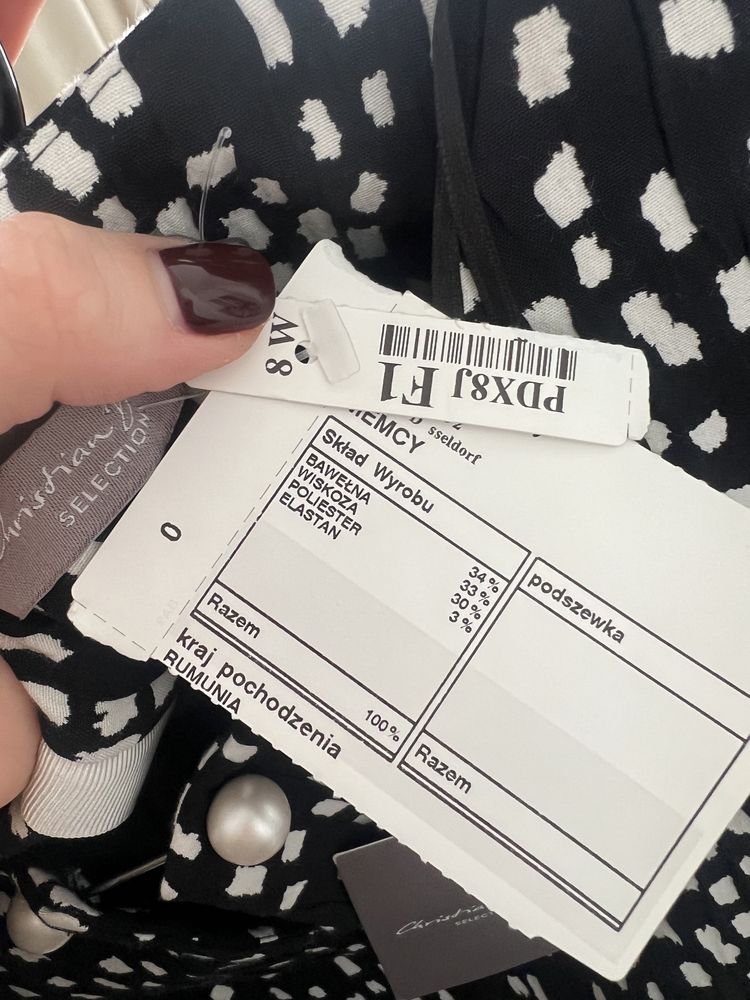 W 8
PDX8J F1
sseldorf
Skład Wyrobu
BAWEŁNA 34%
WISKOZA 33%
POLIESTER 30%
ELASTAN 3%
Razem 100%
kraj pochodzenia
RUMUNIA
podszewka
Razem
0
SELECTION